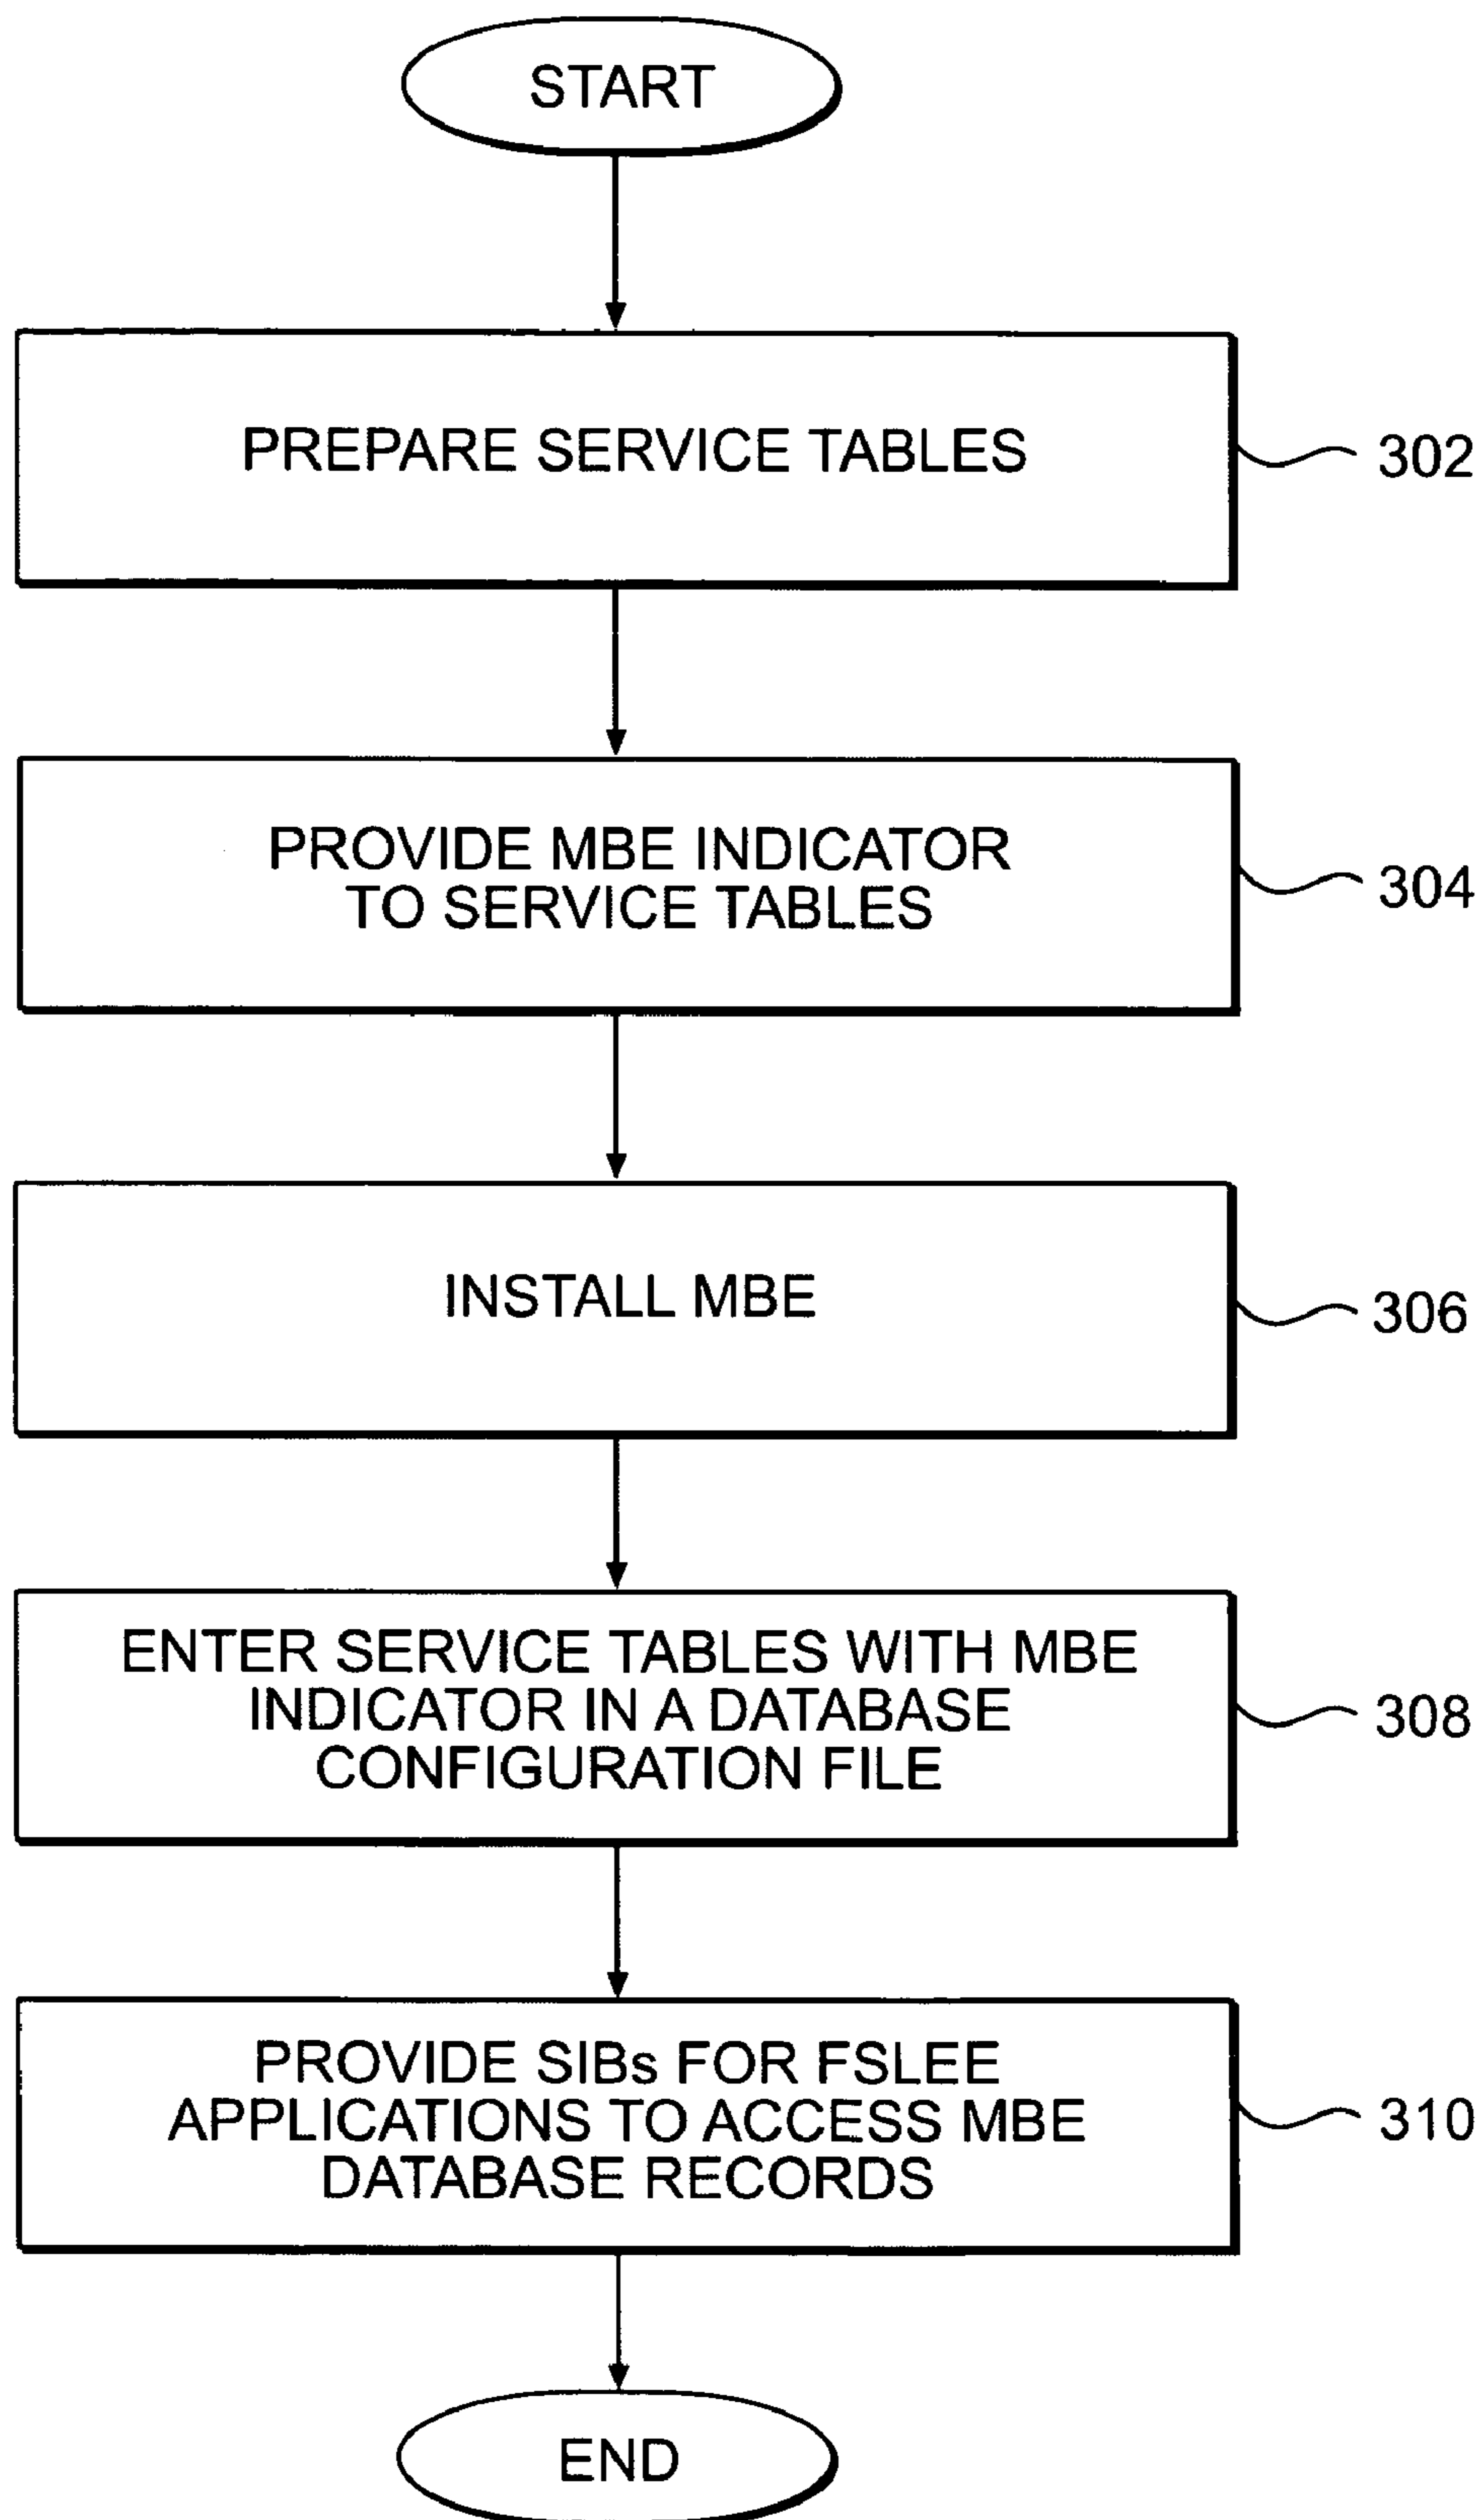 START
PREPARE SERVICE TABLES
302
PROVIDE MBE INDICATOR
TO SERVICE TABLES
304
INSTALL MBE
306
ENTER SERVICE TABLES WITH MBE
INDICATOR IN A DATABASE
CONFIGURATION FILE
308
PROVIDE SIBs FOR FSLEE
APPLICATIONS TO ACCESS MBE
DATABASE RECORDS
310
END